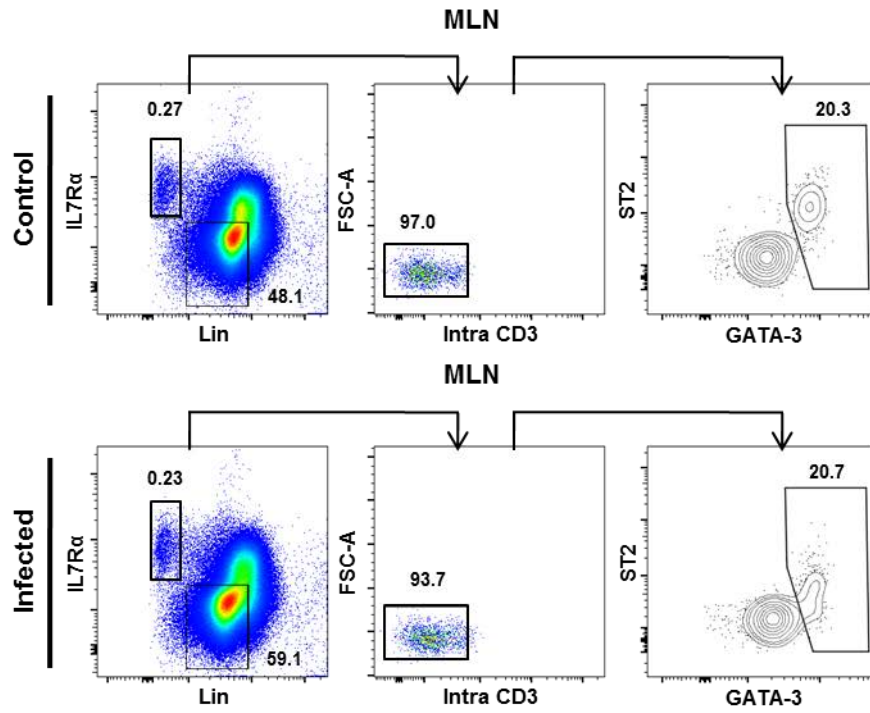 MLN
Control
0.27
IL7Rα
48.1
Lin
97.0
FSC-A
Intra CD3
20.3
ST2
GATA-3
MLN
Infected
0.23
IL7Rα
59.1
Lin
93.7
FSC-A
Intra CD3
20.7
ST2
GATA-3